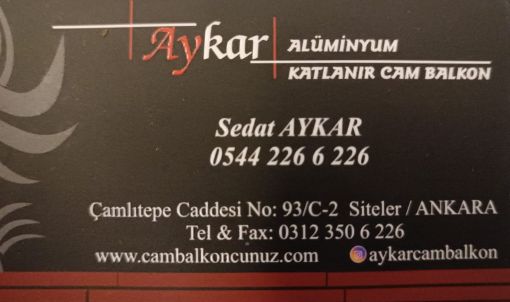 Aykar
ALÜMİNYUM
KATLANIR CAM BALKON
Sedat AYKAR
0544 226 6 226
Çamlıtepe Caddesi No: 93/C-2 Siteler / ANKARA
Tel & Fax: 0312 350 6 226
www.cambalkoncunuz.com aykarcambalkon